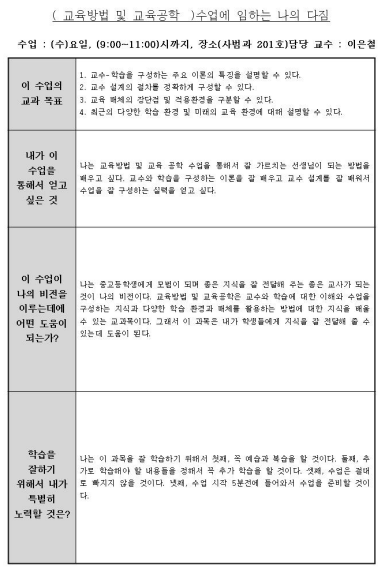 ( 교육방법 및 교육공학 )수업에 임하는 나의 다짐
수업 : (수)요일, (9:00~11:00)시까지, 장소(사범과 201호)담당 교수 : 이은철
이 수업의
교과 목표
1. 교수-학습을 구성하는 주요 이론의 특징을 설명할 수 있다.
2. 교수 설계의 절차를 정확하게 구성할 수 있다.
3. 교육 매체의 장단점 및 적용환경을 구분할 수 있다.
4. 최근의 다양한 학습 환경 및 미래의 교육 환경에 대해 설명할 수 있다.
내가 이
수업을
통해서 얻고
싶은 것
나는 교육방법 및 교육 공학 수업을 통해서 잘 가르치는 선생님이 되는 방법을
배우고 싶다. 교수와 학습을 구성하는 이론을 잘 배우고 교수 설계를 잘 배워서
수업을 잘 구성하는 실력을 얻고 싶다.
이 수업이
나의 비전을
이루는데에
어떤 도움이
되는가?
나는 중고등학생에게 모범이 되며 좋은 지식을 잘 전달해 주는 좋은 교사가 되는
것이 나의 비전이다. 교육방법 및 교육공학은 교수와 학습에 대한 이해와 수업을
구성하는 지식과 다양한 학습 환경과 매체를 활용하는 방법에 대한 지식을 배울
수 있는 교과목이다. 그래서 이 과목은 내가 학생들에게 지식을 잘 전달해 줄 수
있는데 도움이 된다.
학습을
잘하기
위해서 내가
특별히
노력할 것은?
나는 이 과목을 잘 학습하기 위해서 첫째, 꼭 예습과 복습을 할 것이다. 둘째, 추
가로 학습해야 할 내용들을 정해서 꼭 추가 학습을 할 것이다. 셋째, 수업은 절대
로 빠지지 않을 것이다. 넷째, 수업 시작 5분전에 들어와서 수업을 준비할 것이
다.